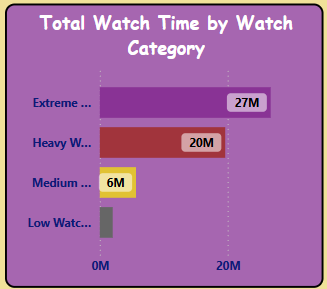 Total Watch Time by Watch
Category
Extreme ...
27M
Heavy W...
20M
Medium ...
6M
Low Watc...
0M 20M